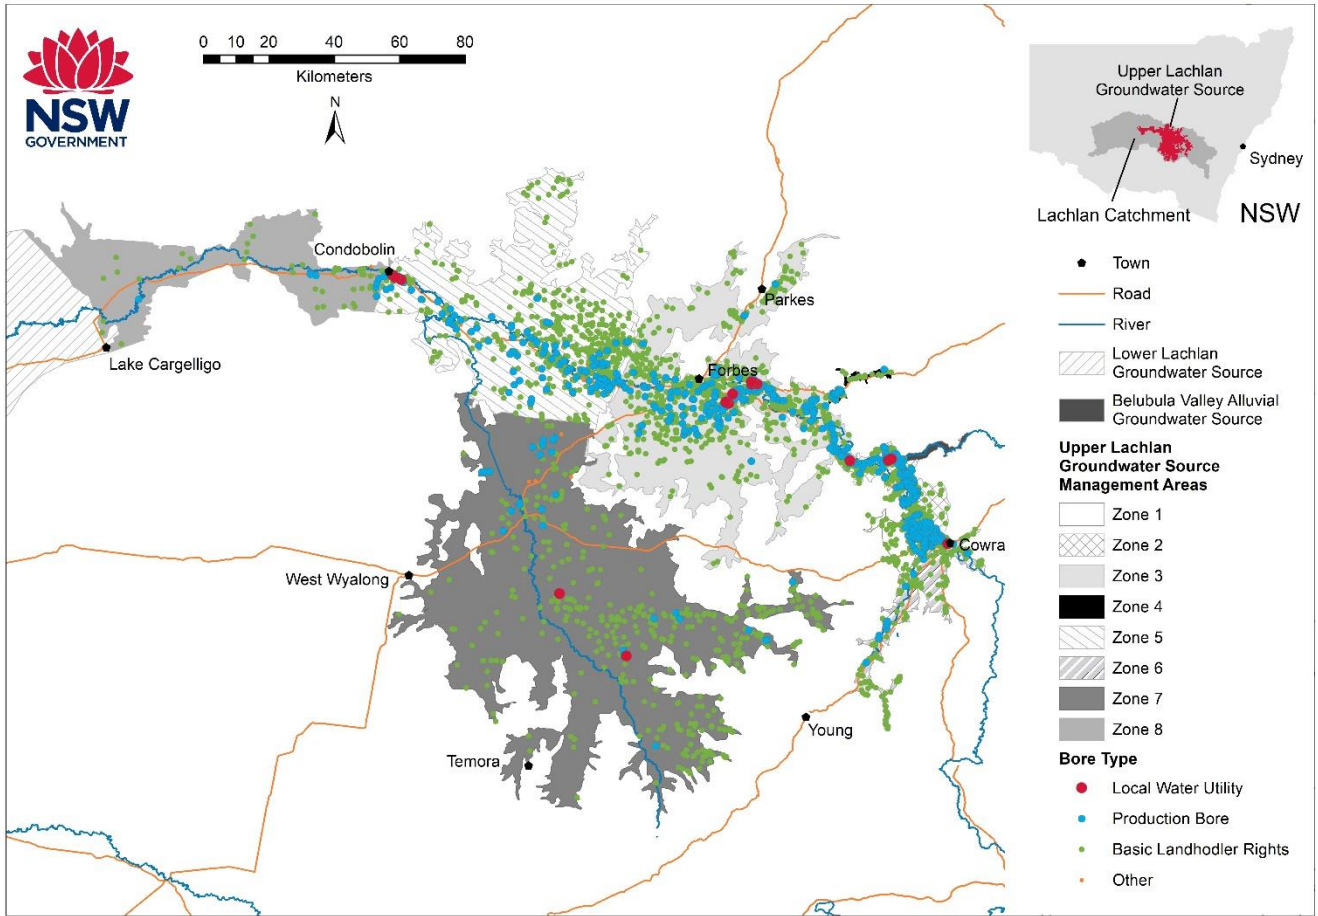 NSW
GOVERNMENT
0 10 20 40 60 80
Kilometers
N
Upper Lachlan
Groundwater Source
Sydney
Lachlan Catchment
NSW
Condobolin
Parkes
Lake Cargelligo
Forbes
Cowra
West Wyalong
Young
Temora
Town
Road
River
Lower Lachlan
Groundwater Source
Belubula Valley Alluvial
Groundwater Source
Upper Lachlan
Groundwater Source
Management Areas
Zone 1
Zone 2
Zone 3
Zone 4
Zone 5
Zone 6
Zone 7
Zone 8
Bore Type
Local Water Utility
Production Bore
Basic Landhodler Rights
Other